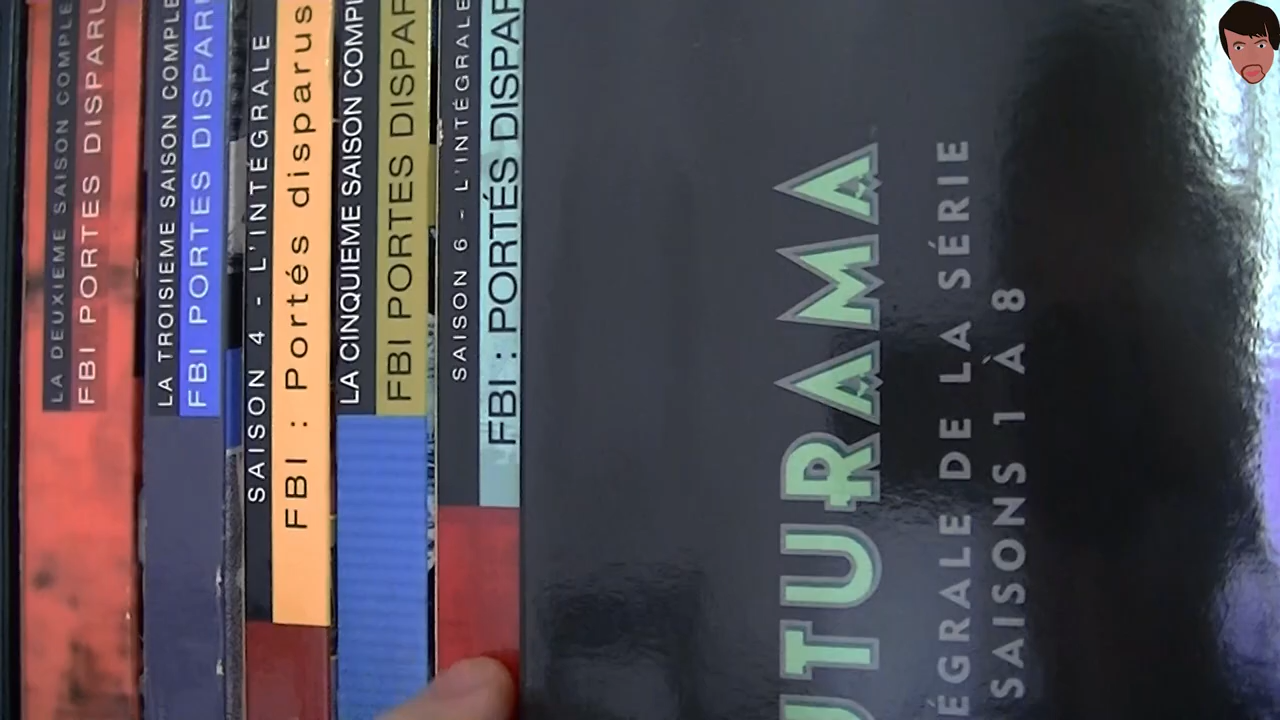 LA DEUXIEME SAISON COMPLE
FBI PORTES DISPARU
LA TROISIEME SAISON COMPLE
FBI PORTES DISPARU
SAISON 4 - L'INTÉGRALE
FBI : Portés disparus
LA CINQUIEME SAISON COMPL
FBI PORTES DISPAR
SAISON 6 - L'INTÉGRALE
FBI : PORTÉS DISPAR
UTURAMA
ÉGRALE DE LA SÉRIE
SAISONS 1 À 8